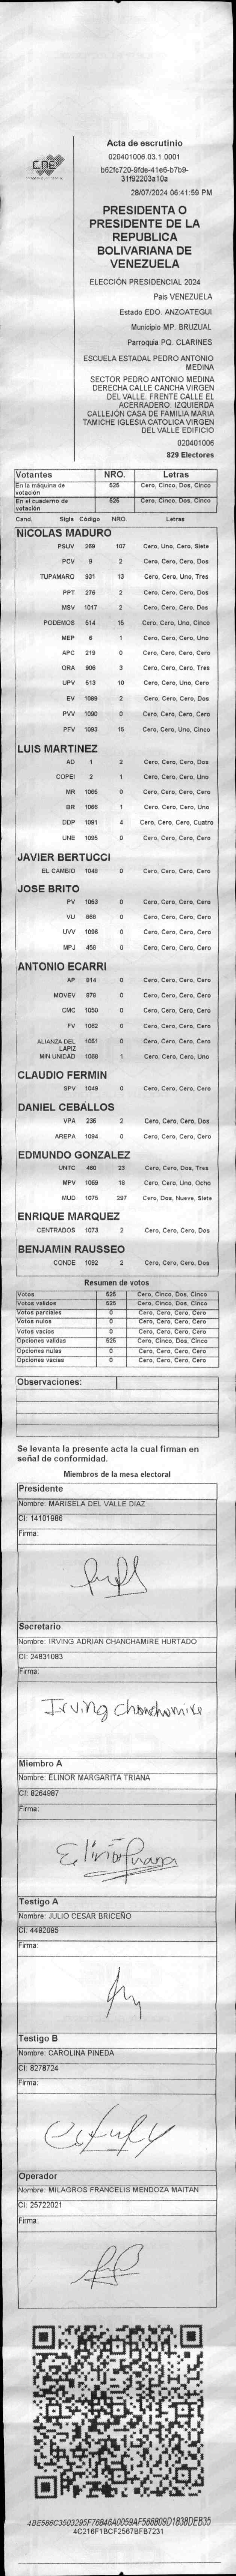 CNE
Acta de escrutinio
020401006.03.1.0001
b62fc720-9fde-41e6-b7b9-
31f92203a10a
28/07/2024 06:41:59 PM
PRESIDENTA O
PRESIDENTE DE LA
REPUBLICA
BOLIVARIANA DE
VENEZUELA
ELECCIÓN PRESIDENCIAL 2024
Pais VENEZUELA
Estado EDO. ANZOATEGUI
Municipio MP. BRUZUAL
Parroquia PQ. CLARINES
ESCUELA ESTADAL PEDRO ANTONIO
MEDINA
SECTOR PEDRO ANTONIO MEDINA
DERECHA CALLE CANCHA VIRGEN
DEL VALLE. FRENTE CALLE EL
ACERRADERO. IZQUIERDA
CALLEJÓN CASA DE FAMILIA MARIA
TAMICHE IGLESIA CATOLICA VIRGEN
DEL VALLE EDIFICIO
020401006
829 Electores
Votantes NRO. Letras
En la máquina de votación 525 Cero, Cinco, Dos, Cinco
En el cuaderno de votación 525 Cero, Cinco, Dos, Cinco
Cand. Sigla Código NRO. Letras
NICOLAS MADURO
PSUV 269 107 Cero, Uno, Cero, Siete
PCV 9 2 Cero, Cero, Cero, Dos
TUPAMARO 931 13 Cero, Cero, Uno, Tres
PPT 276 2 Cero, Cero, Cero, Dos
MSV 1017 2 Cero, Cero, Cero, Dos
PODEMOS 514 15 Cero, Cero, Uno, Cinco
MEP 6 1 Cero, Cero, Cero, Uno
APC 219 0 Cero, Cero, Cero, Cero
ORA 906 3 Cero, Cero, Cero, Tres
UPV 513 10 Cero, Cero, Uno, Cero
EV 1089 2 Cero, Cero, Cero, Dos
PVV 1090 0 Cero, Cero, Cero, Cero
PFV 1093 15 Cero, Cero, Uno, Cinco
LUIS MARTINEZ
AD 1 2 Cero, Cero, Cero, Dos
COPEI 2 1 Cero, Cero, Cero, Uno
MR 1065 0 Cero, Cero, Cero, Cero
BR 1066 1 Cero, Cero, Cero, Uno
DDP 1091 4 Cero, Cero, Cero, Cuatro
UNE 1095 0 Cero, Cero, Cero, Cero
JAVIER BERTUCCI
EL CAMBIO 1048 0 Cero, Cero, Cero, Cero
JOSE BRITO
PV 1053 0 Cero, Cero, Cero, Cero
VU 868 0 Cero, Cero, Cero, Cero
UVV 1096 0 Cero, Cero, Cero, Cero
MPJ 456 0 Cero, Cero, Cero, Cero
ANTONIO ECARRI
AP 814 0 Cero, Cero, Cero, Cero
MOVEV 878 0 Cero, Cero, Cero, Cero
CMC 1050 0 Cero, Cero, Cero, Cero
FV 1062 0 Cero, Cero, Cero, Cero
ALIANZA DEL LAPIZ 1051 0 Cero, Cero, Cero, Cero
MIN UNIDAD 1068 1 Cero, Cero, Cero, Uno
CLAUDIO FERMIN
SPV 1049 0 Cero, Cero, Cero, Cero
DANIEL CEBALLOS
VPA 236 2 Cero, Cero, Cero, Dos
AREPA 1094 0 Cero, Cero, Cero, Cero
EDMUNDO GONZALEZ
UNTC 460 23 Cero, Cero, Dos, Tres
MPV 1069 18 Cero, Cero, Uno, Ocho
MUD 1075 297 Cero, Dos, Nueve, Siete
ENRIQUE MARQUEZ
CENTRADOS 1073 2 Cero, Cero, Cero, Dos
BENJAMIN RAUSSEO
CONDE 1092 2 Cero, Cero, Cero, Dos
Resumen de votos
Votos 525 Cero, Cinco, Dos, Cinco
Votos validos 525 Cero, Cinco, Dos, Cinco
Votos parciales 0 Cero, Cero, Cero, Cero
Votos nulos 0 Cero, Cero, Cero, Cero
Votos vacios 0 Cero, Cero, Cero, Cero
Opciones validas 525 Cero, Cinco, Dos, Cinco
Opciones nulas 0 Cero, Cero, Cero, Cero
Opciones vacias 0 Cero, Cero, Cero, Cero
Observaciones:
Se levanta la presente acta la cual firman en
señal de conformidad.
Miembros de la mesa electoral
Presidente
Nombre: MARISELA DEL VALLE DIAZ
CI: 14101986
Firma:
Secretario
Nombre: IRVING ADRIAN CHANCHAMIRE HURTADO
CI: 24831083
Firma:
Irving Chanchamire
Miembro A
Nombre: ELINOR MARGARITA TRIANA
CI: 8264987
Firma:
Testigo A
Nombre: JULIO CESAR BRICEÑO
CI: 4492095
Firma:
Testigo B
Nombre: CAROLINA PINEDA
CI: 8278724
Firma:
Operador
Nombre: MILAGROS FRANCELIS MENDOZA MAITAN
CI: 25722021
Firma:
4C216F1BCF2567BFB7231